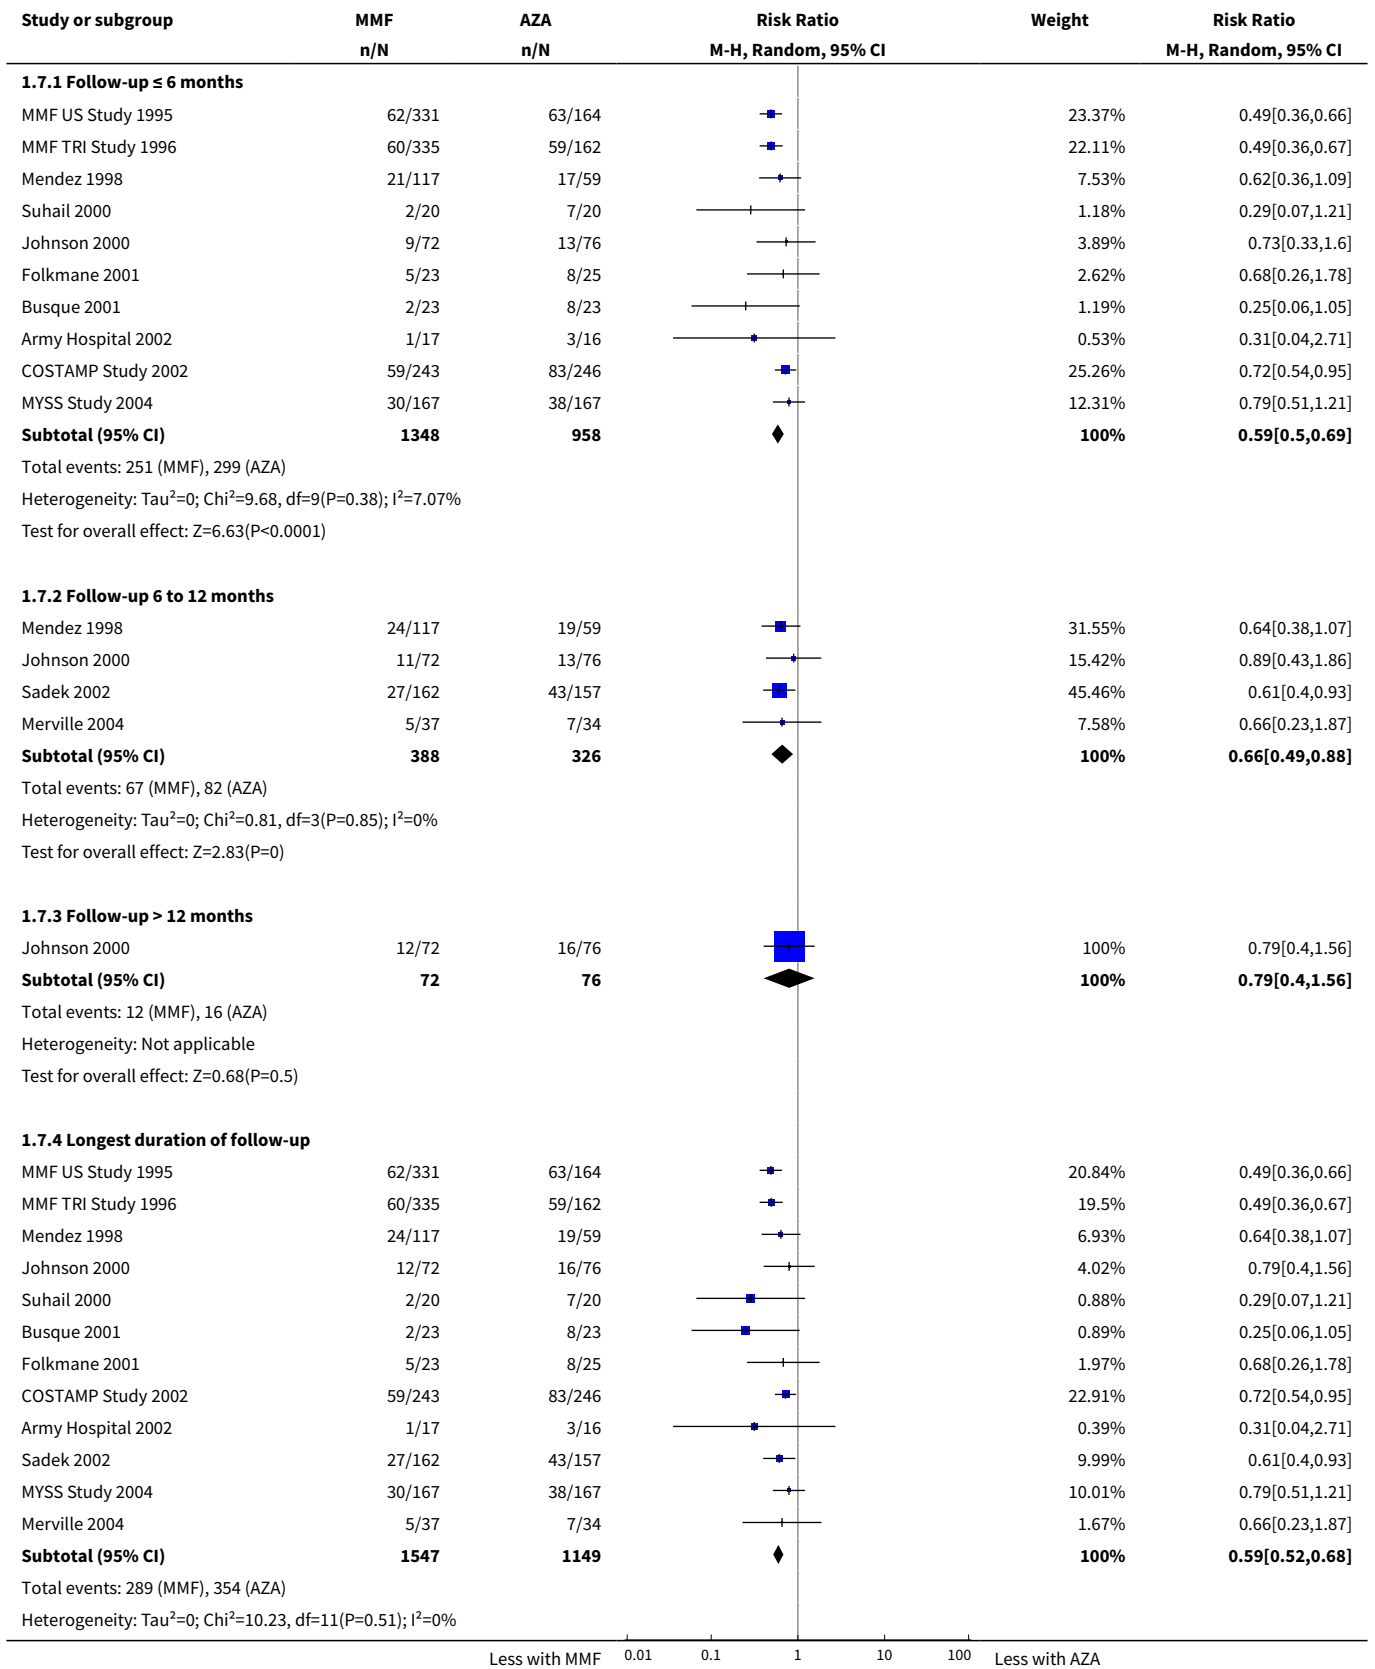 Study or subgroup MMF AZA Risk Ratio Weight Risk Ratio
n/N n/N M-H, Random, 95% CI M-H, Random, 95% CI
1.7.1 Follow-up ≤ 6 months
MMF US Study 1995 62/331 63/164 23.37% 0.49[0.36,0.66]
MMF TRI Study 1996 60/335 59/162 22.11% 0.49[0.36,0.67]
Mendez 1998 21/117 17/59 7.53% 0.62[0.36,1.09]
Suhail 2000 2/20 7/20 1.18% 0.29[0.07,1.21]
Johnson 2000 9/72 13/76 3.89% 0.73[0.33,1.6]
Folkmane 2001 5/23 8/25 2.62% 0.68[0.26,1.78]
Busque 2001 2/23 8/23 1.19% 0.25[0.06,1.05]
Army Hospital 2002 1/17 3/16 0.53% 0.31[0.04,2.71]
COSTAMP Study 2002 59/243 83/246 25.26% 0.72[0.54,0.95]
MYSS Study 2004 30/167 38/167 12.31% 0.79[0.51,1.21]
Subtotal (95% CI) 1348 958 100% 0.59[0.5,0.69]
Total events: 251 (MMF), 299 (AZA)
Heterogeneity: Tau²=0; Chi²=9.68, df=9(P=0.38); I²=7.07%
Test for overall effect: Z=6.63(P<0.0001)
1.7.2 Follow-up 6 to 12 months
Mendez 1998 24/117 19/59 31.55% 0.64[0.38,1.07]
Johnson 2000 11/72 13/76 15.42% 0.89[0.43,1.86]
Sadek 2002 27/162 43/157 45.46% 0.61[0.4,0.93]
Merville 2004 5/37 7/34 7.58% 0.66[0.23,1.87]
Subtotal (95% CI) 388 326 100% 0.66[0.49,0.88]
Total events: 67 (MMF), 82 (AZA)
Heterogeneity: Tau²=0; Chi²=0.81, df=3(P=0.85); I²=0%
Test for overall effect: Z=2.83(P=0)
1.7.3 Follow-up > 12 months
Johnson 2000 12/72 16/76 100% 0.79[0.4,1.56]
Subtotal (95% CI) 72 76 100% 0.79[0.4,1.56]
Total events: 12 (MMF), 16 (AZA)
Heterogeneity: Not applicable
Test for overall effect: Z=0.68(P=0.5)
1.7.4 Longest duration of follow-up
MMF US Study 1995 62/331 63/164 20.84% 0.49[0.36,0.66]
MMF TRI Study 1996 60/335 59/162 19.5% 0.49[0.36,0.67]
Mendez 1998 24/117 19/59 6.93% 0.64[0.38,1.07]
Johnson 2000 12/72 16/76 4.02% 0.79[0.4,1.56]
Suhail 2000 2/20 7/20 0.88% 0.29[0.07,1.21]
Busque 2001 2/23 8/23 0.89% 0.25[0.06,1.05]
Folkmane 2001 5/23 8/25 1.97% 0.68[0.26,1.78]
COSTAMP Study 2002 59/243 83/246 22.91% 0.72[0.54,0.95]
Army Hospital 2002 1/17 3/16 0.39% 0.31[0.04,2.71]
Sadek 2002 27/162 43/157 9.99% 0.61[0.4,0.93]
MYSS Study 2004 30/167 38/167 10.01% 0.79[0.51,1.21]
Merville 2004 5/37 7/34 1.67% 0.66[0.23,1.87]
Subtotal (95% CI) 1547 1149 100% 0.59[0.52,0.68]
Total events: 289 (MMF), 354 (AZA)
Heterogeneity: Tau²=0; Chi²=10.23, df=11(P=0.51); I²=0%
Less with MMF 0.01 0.1 1 10 100 Less with AZA